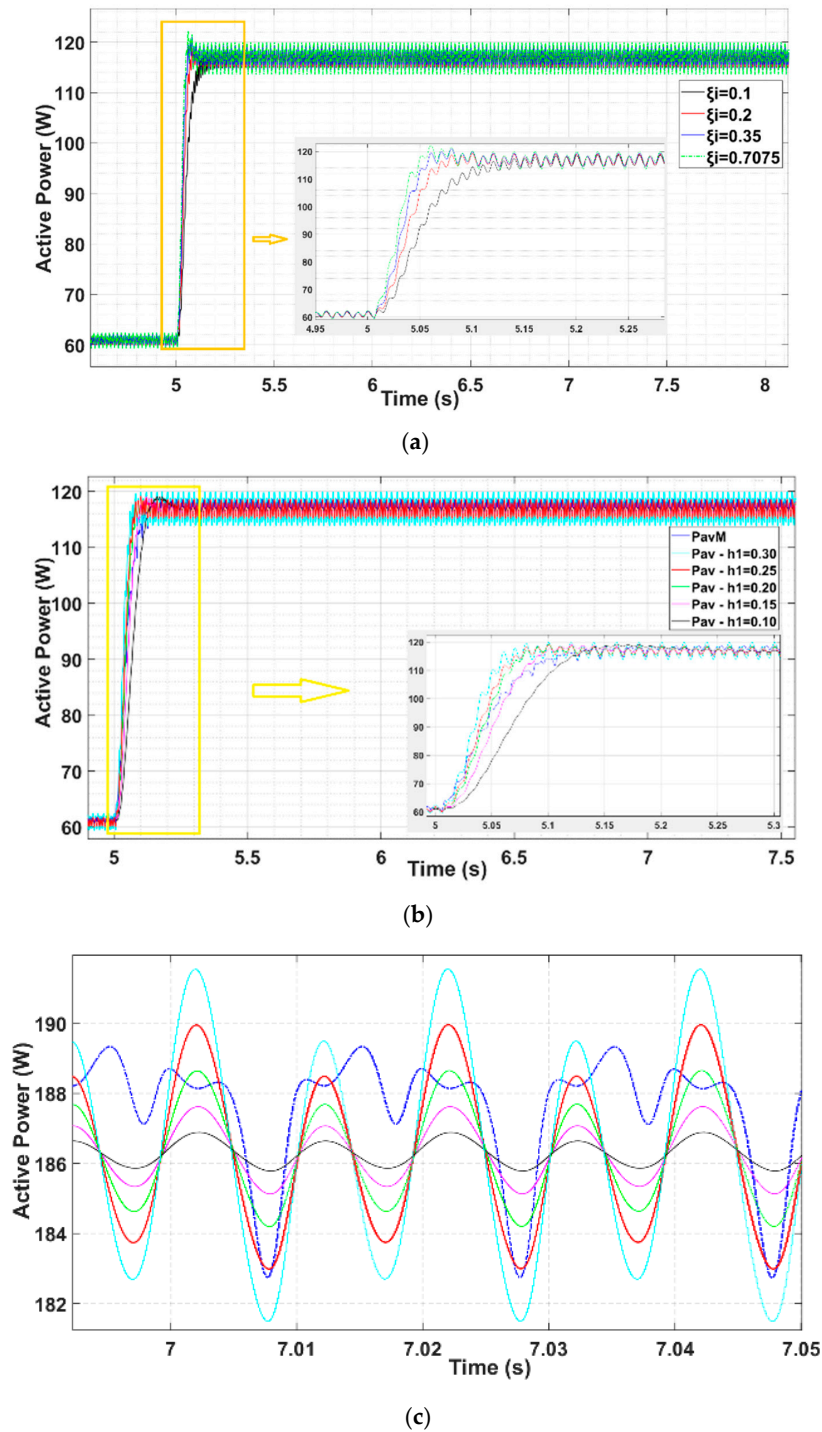 120
110
100
90
80
70
60
Active Power (W)
ξi=0.1
ξi=0.2
ξi=0.35
ξi=0.7075
120
110
100
90
80
70
60
4.95 5 5.05 5.1 5.15 5.2 5.25
5 5.5 6 6.5 7 7.5 8
Time (s)
(a)
120
110
100
90
80
70
60
Active Power (W)
PavM
Pav - h1=0.30
Pav - h1=0.25
Pav - h1=0.20
Pav - h1=0.15
Pav - h1=0.10
120
110
100
90
80
70
60
5 5.05 5.1 5.15 5.2 5.25 5.3
5 5.5 6 6.5 7 7.5
Time (s)
(b)
190
188
186
184
182
Active Power (W)
7 7.01 7.02 7.03 7.04 7.05
Time (s)
(c)